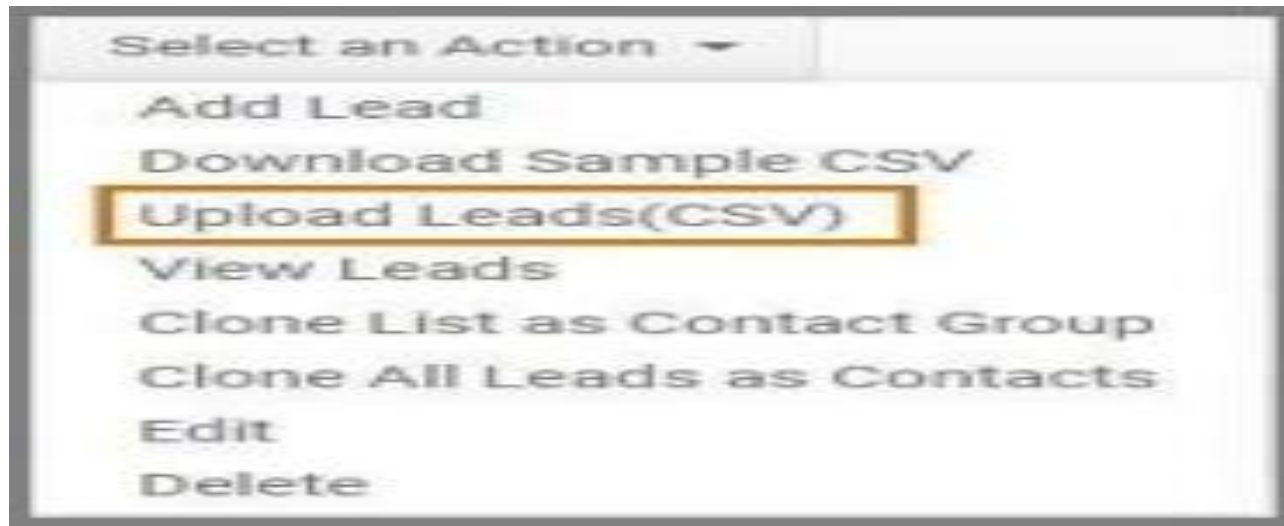 Select an Action
Add Lead
Download Sample CSV
Upload Leads(CSV)
View Leads
Clone List as Contact Group
Clone All Leads as Contacts
Edit
Delete